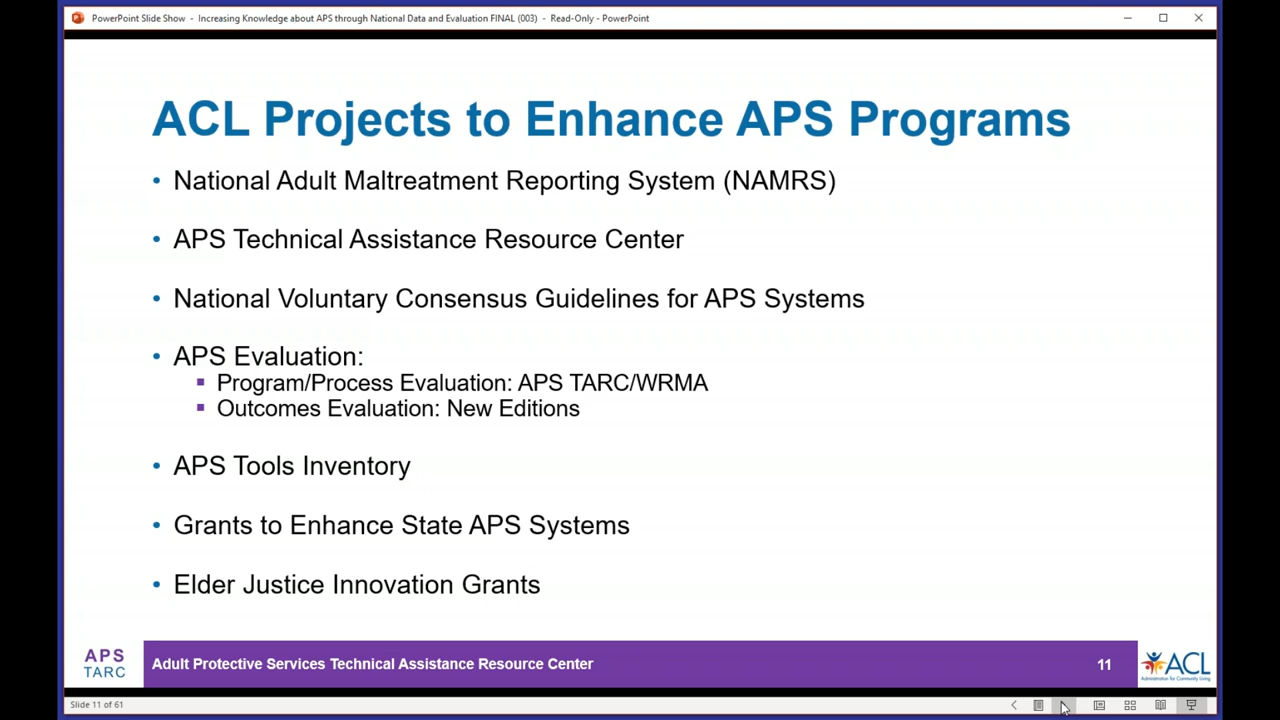 PowerPoint Slide Show - Increasing Knowledge about APS through National Data and Evaluation FINAL (003) - Read-Only - PowerPoint
ACL Projects to Enhance APS Programs
• National Adult Maltreatment Reporting System (NAMRS)
• APS Technical Assistance Resource Center
• National Voluntary Consensus Guidelines for APS Systems
• APS Evaluation:
▪ Program/Process Evaluation: APS TARC/WRMA
▪ Outcomes Evaluation: New Editions
• APS Tools Inventory
• Grants to Enhance State APS Systems
• Elder Justice Innovation Grants
APS
TARC
Adult Protective Services Technical Assistance Resource Center
11
ACL
Administration for Community Living
Slide 11 of 61